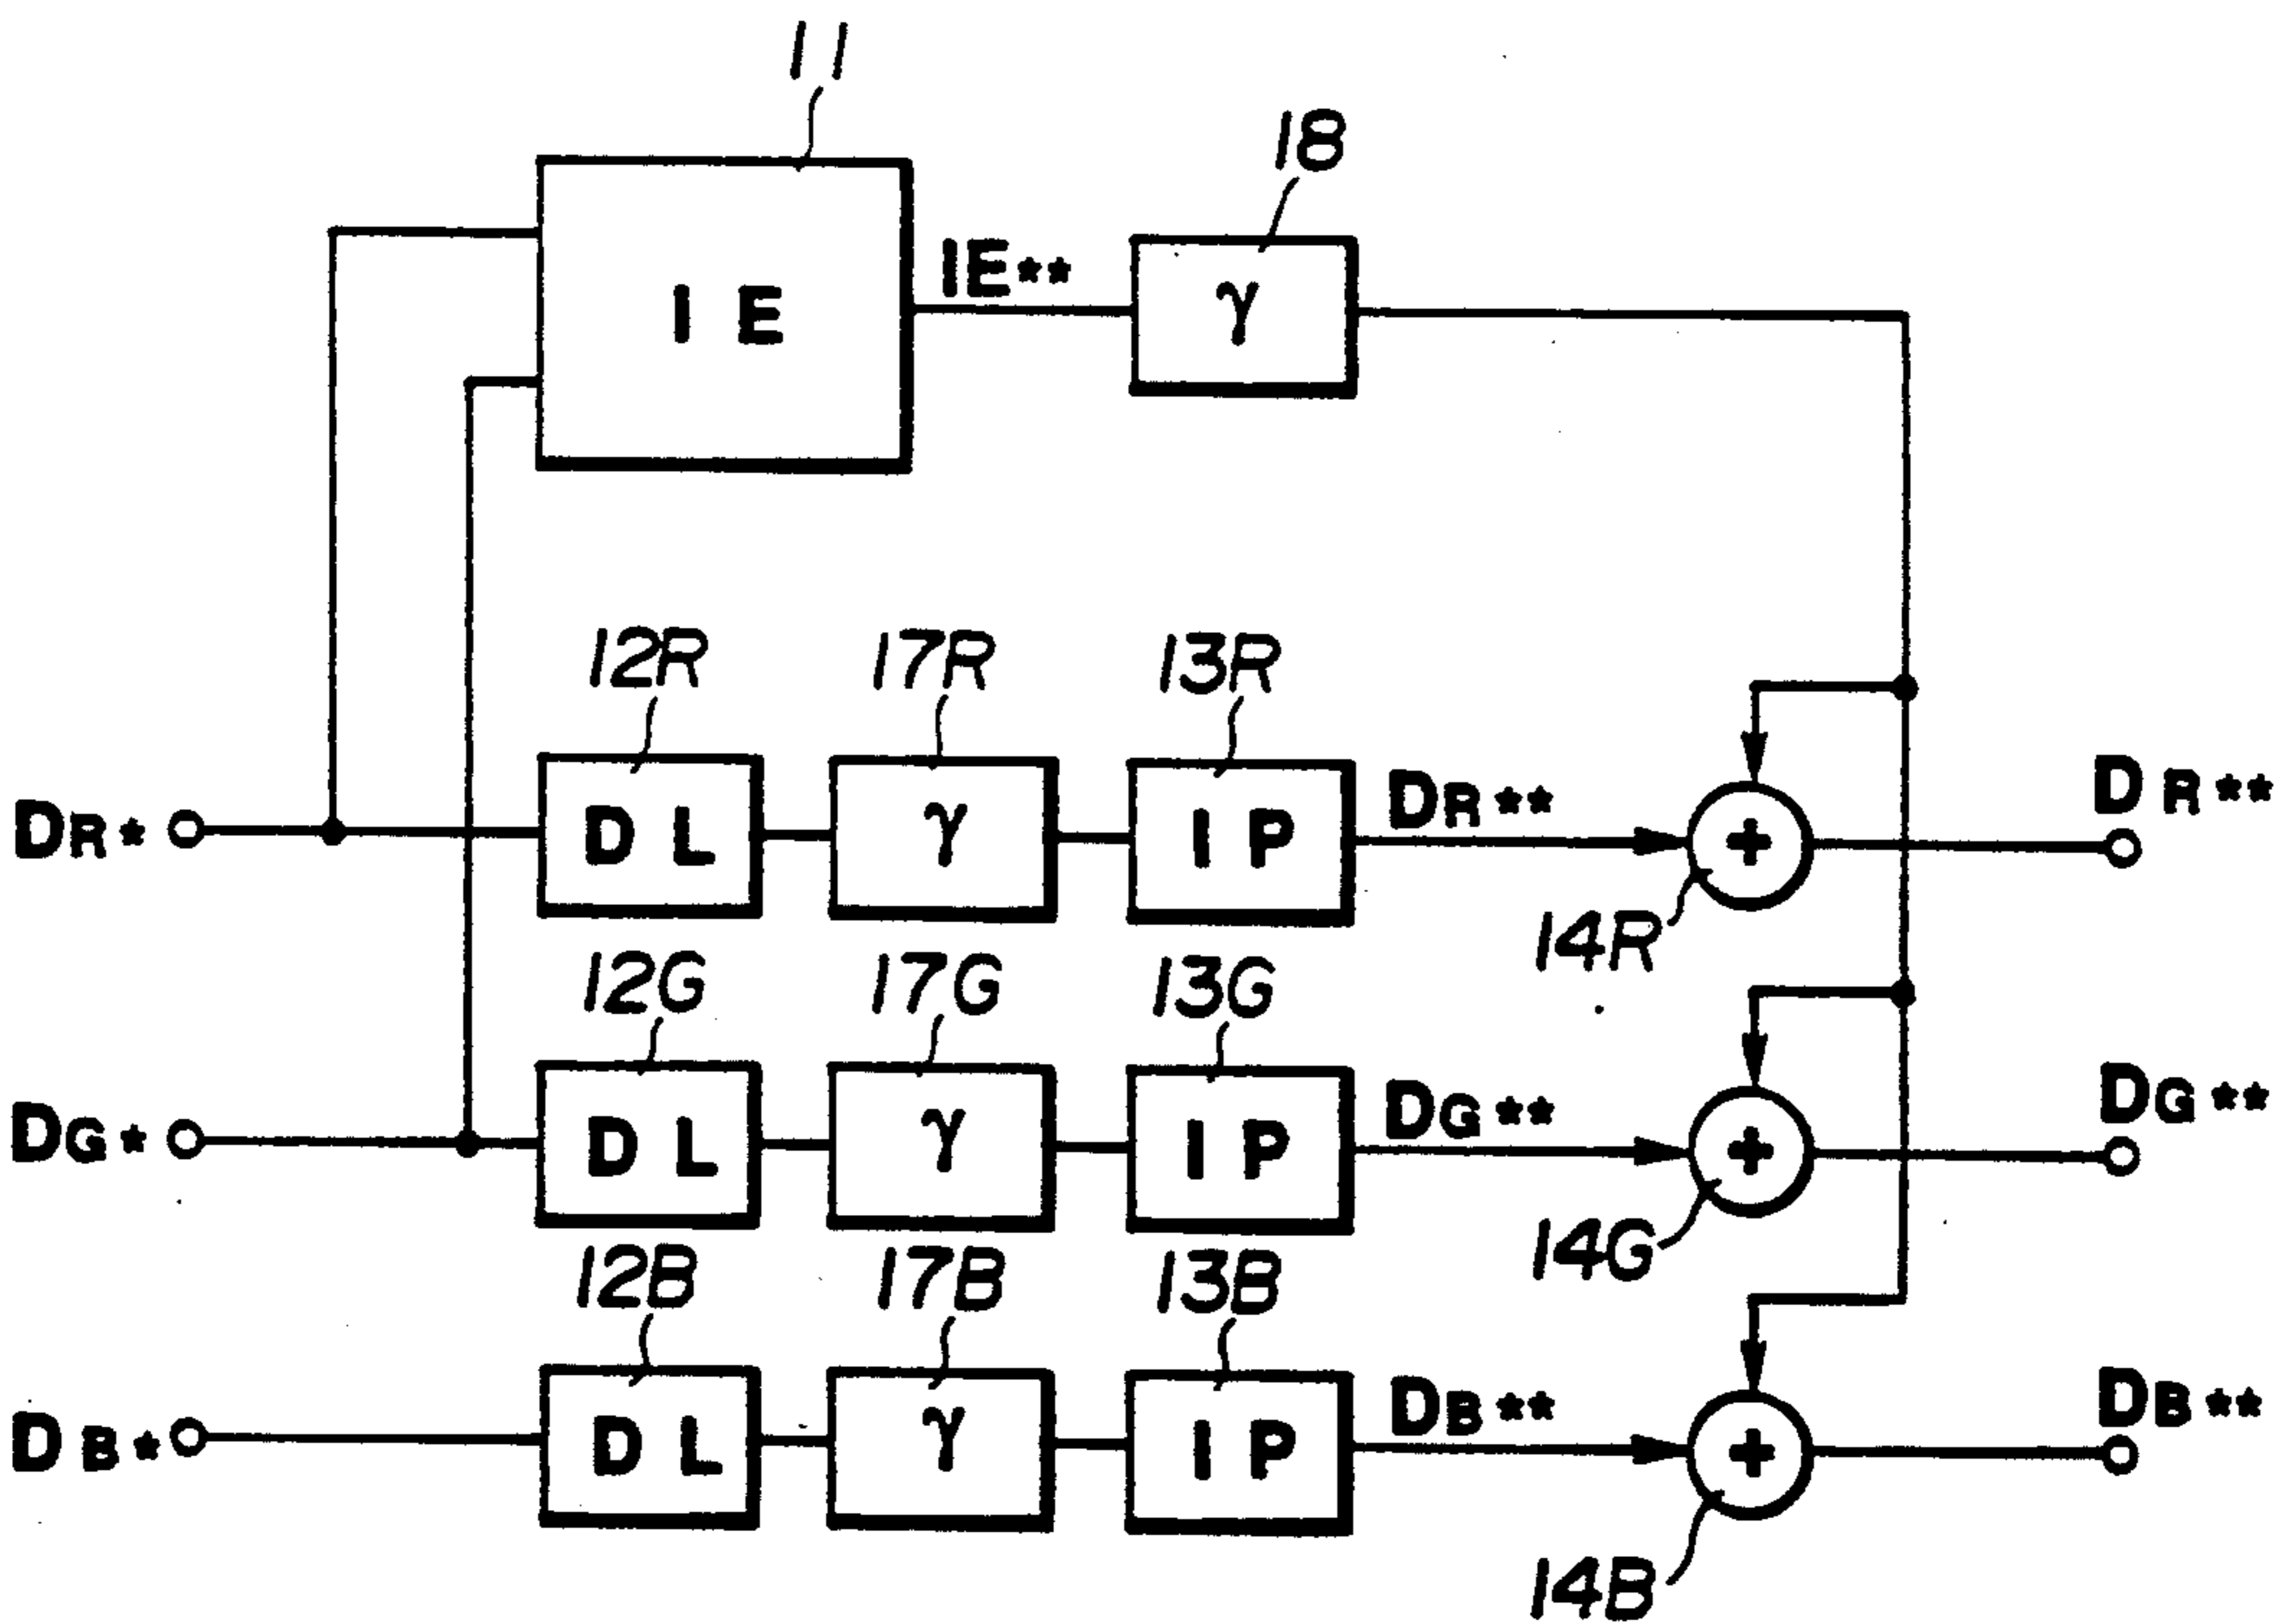 11
18
IE
IE**
γ
12R
17R
13R
DR*
DL
γ
IP
DR**
DR**
14R
12G
17G
13G
DG*
DL
γ
IP
DG**
DG**
14G
12B
17B
13B
DB*
DL
γ
IP
DB**
DB**
14B